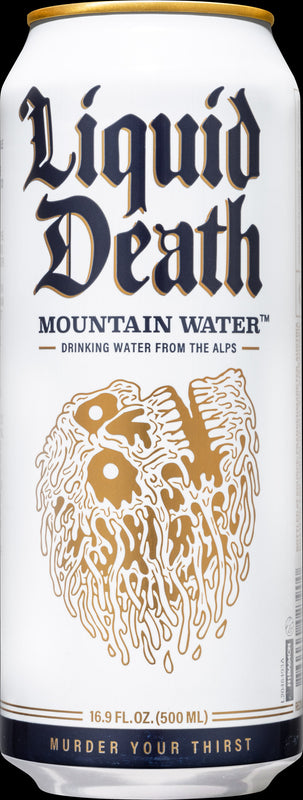 Liquid
Death
MOUNTAIN WATER™
DRINKING WATER FROM THE ALPS
16.9 FL. OZ. (500 ML)
MURDER YOUR THIRST